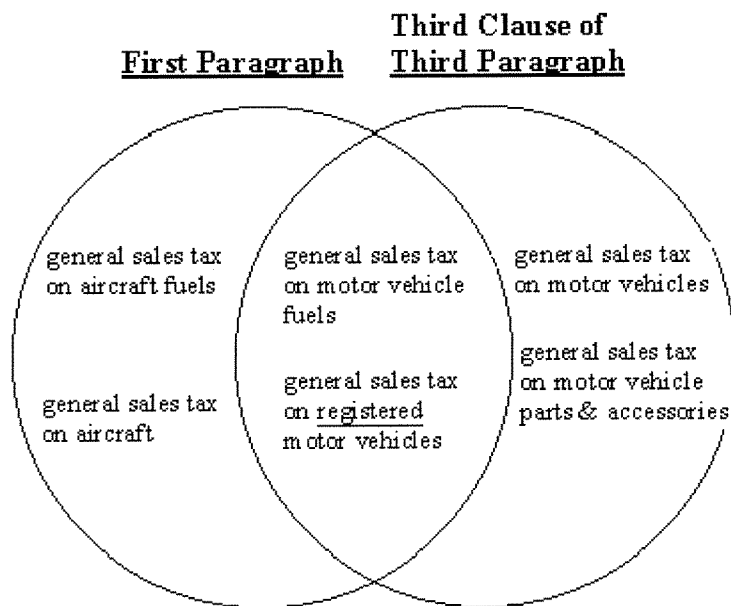 First Paragraph
Third Clause of
Third Paragraph
general sales tax
on aircraft fuels
general sales tax
on aircraft
general sales tax
on motor vehicle
fuels
general sales tax
on registered
motor vehicles
general sales tax
on motor vehicles
general sales tax
on motor vehicle
parts & accessories